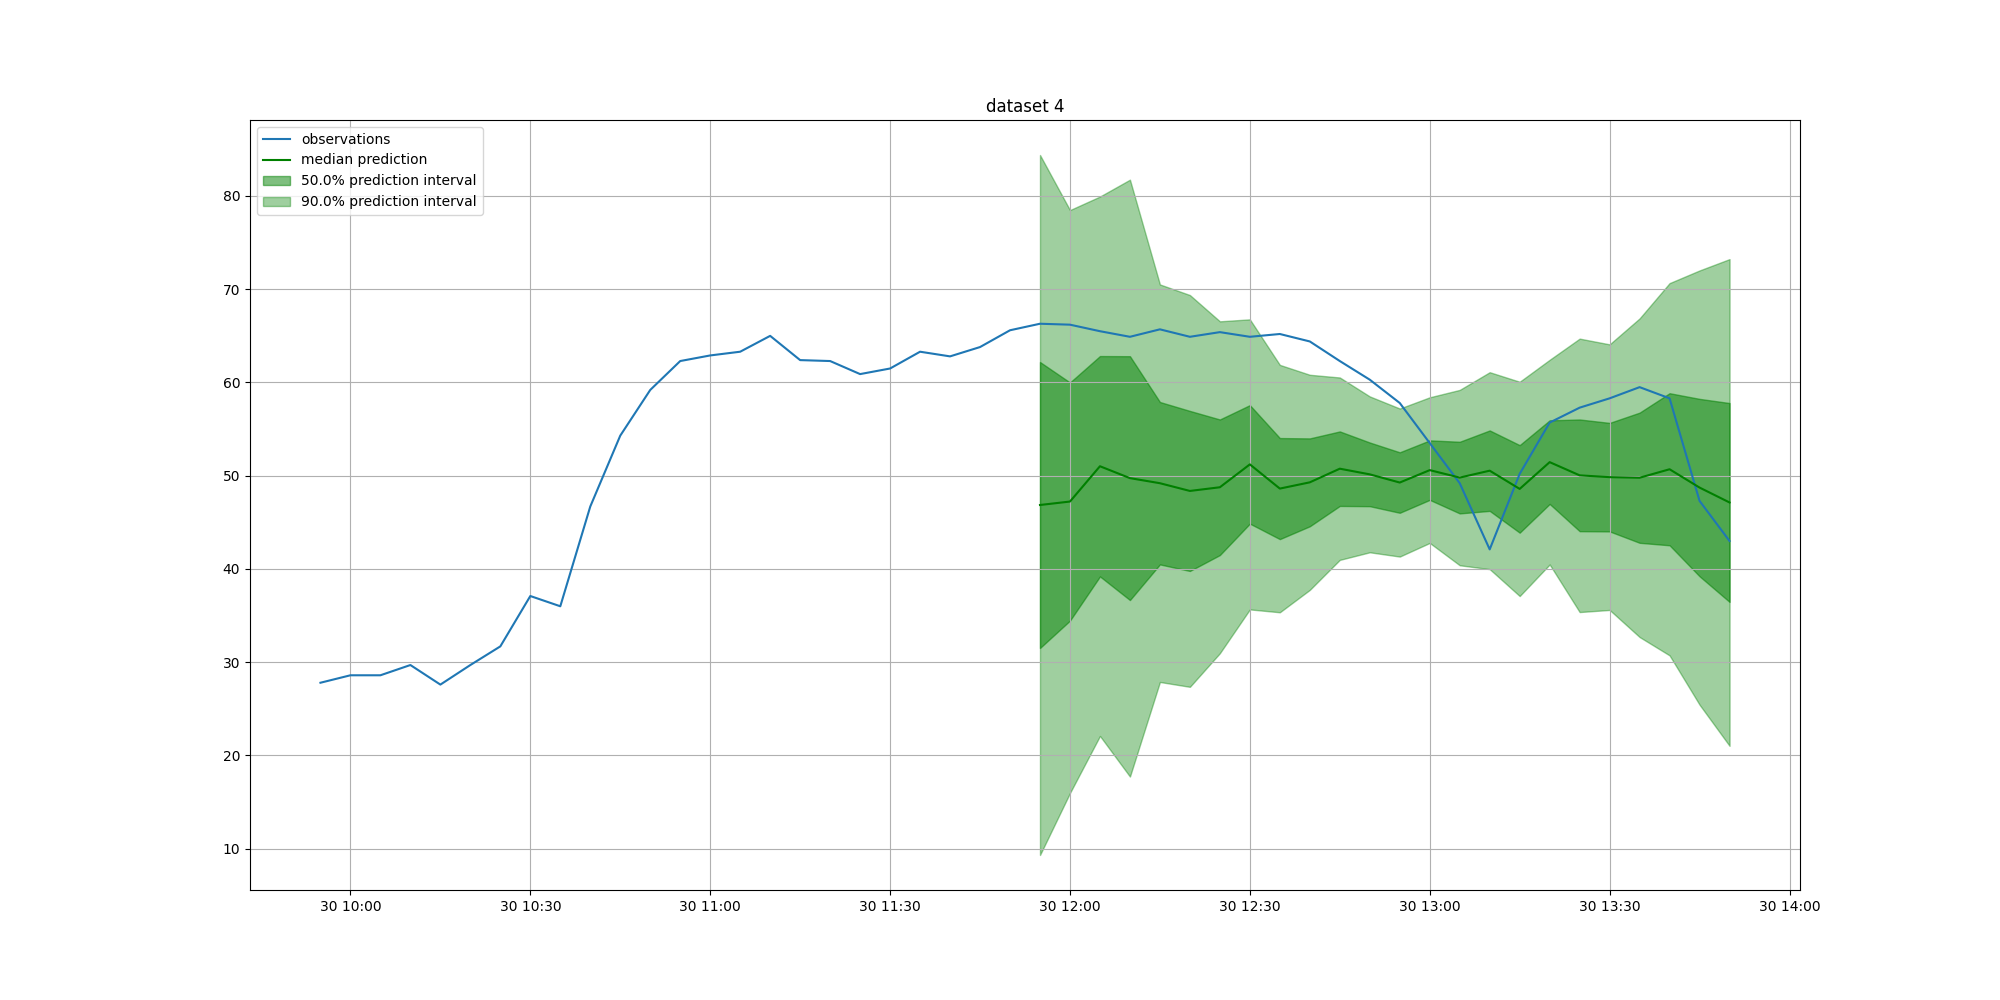 dataset 4
observations
median prediction
50.0% prediction interval
90.0% prediction interval
80
70
60
50
40
30
20
10
30 10:00 30 10:30 30 11:00 30 11:30 30 12:00 30 12:30 30 13:00 30 13:30 30 14:00